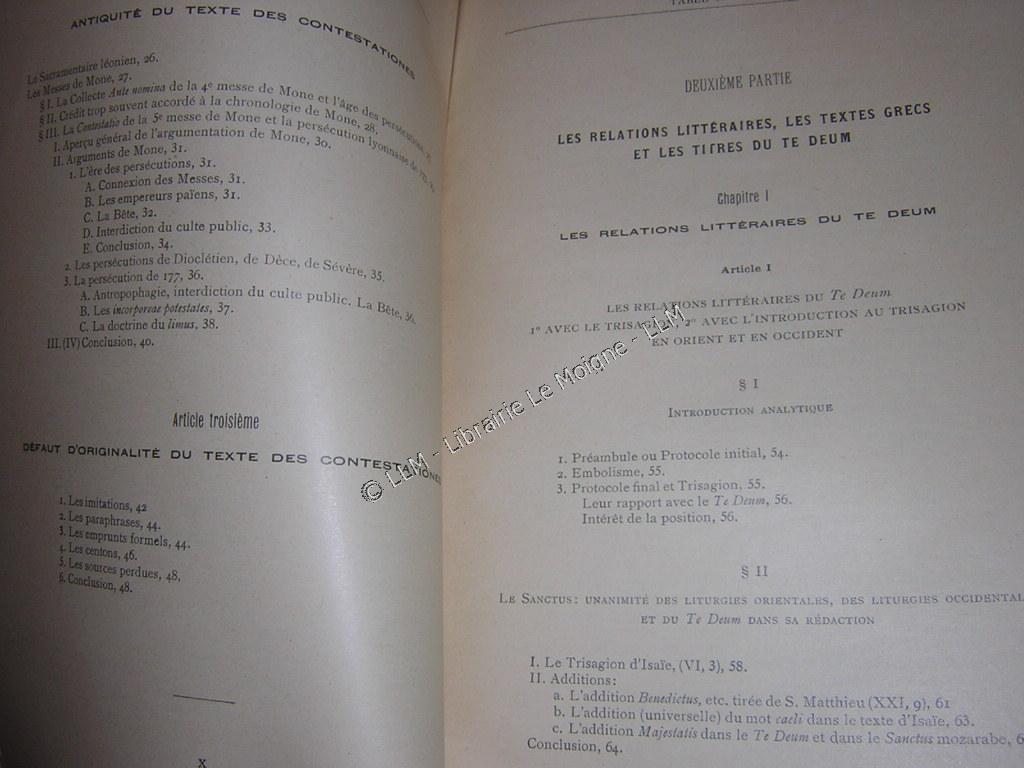 ANTIQUITÉ DU TEXTE DES CONTESTATIONES
Le Sacramentaire léonien, 26.
Les Messes de Mone, 27.
§ I. La Collecte Ante nomina de la 4e messe de Mone et l'âge des persécutions,
§ II. Crédit trop souvent accordé à la chronologie de Mone, 28.
§ III. La Contestatio de la 5e messe de Mone et la persécution lyonnaise de
I. Aperçu général de l'argumentation de Mone, 30.
II. Arguments de Mone, 31.
1. L'ère des persécutions, 31.
A. Connexion des Messes, 31.
B. Les empereurs païens, 31.
C. La Bête, 32.
D. Interdiction du culte public, 33.
E. Conclusion, 34.
2. Les persécutions de Dioclétien, de Dèce, de Sévère, 35.
3. La persécution de 177, 36.
A. Antropophagie, interdiction du culte public. La Bête, 36.
B. Les incorporeae potestates, 37.
C. La doctrine du limus, 38.
III. (IV) Conclusion, 40.
Article troisième
DÉFAUT D'ORIGINALITÉ DU TEXTE DES CONTESTATIONES
1. Les imitations, 42
2. Les paraphrases, 44.
3. Les emprunts formels, 44.
4. Les centons, 46.
5. Les sources perdues, 48,
6. Conclusion, 48.
X
TABLE
DEUXIÈME PARTIE
LES RELATIONS LITTÉRAIRES, LES TEXTES GRECS
ET LES TITRES DU TE DEUM
Chapitre I
LES RELATIONS LITTÉRAIRES DU TE DEUM
Article I
LES RELATIONS LITTÉRAIRES DU Te Deum
1º AVEC LE TRISAGION, 2º AVEC L'INTRODUCTION AU TRISAGION
EN ORIENT ET EN OCCIDENT
§ I
INTRODUCTION ANALYTIQUE
1. Préambule ou Protocole initial, 54.
2. Embolisme, 55.
3. Protocole final et Trisagion, 55.
Leur rapport avec le Te Deum, 56.
Intérêt de la position, 56.
§ II
LE SANCTUS: UNANIMITÉ DES LITURGIES ORIENTALES, DES LITURGIES OCCIDENTAL
ET DU Te Deum DANS SA RÉDACTION
I. Le Trisagion d'Isaïe, (VI, 3), 58.
II. Additions:
a. L'addition Benedictus, etc. tirée de S. Matthieu (XXI, 9), 61
b. L'addition (universelle) du mot caeli dans le texte d'Isaïe, 63.
c. L'addition Majestatis dans le Te Deum et dans le Sanctus mozarabe, 6
Conclusion, 64.
© LLM - Librairie Le Moigne - LLM